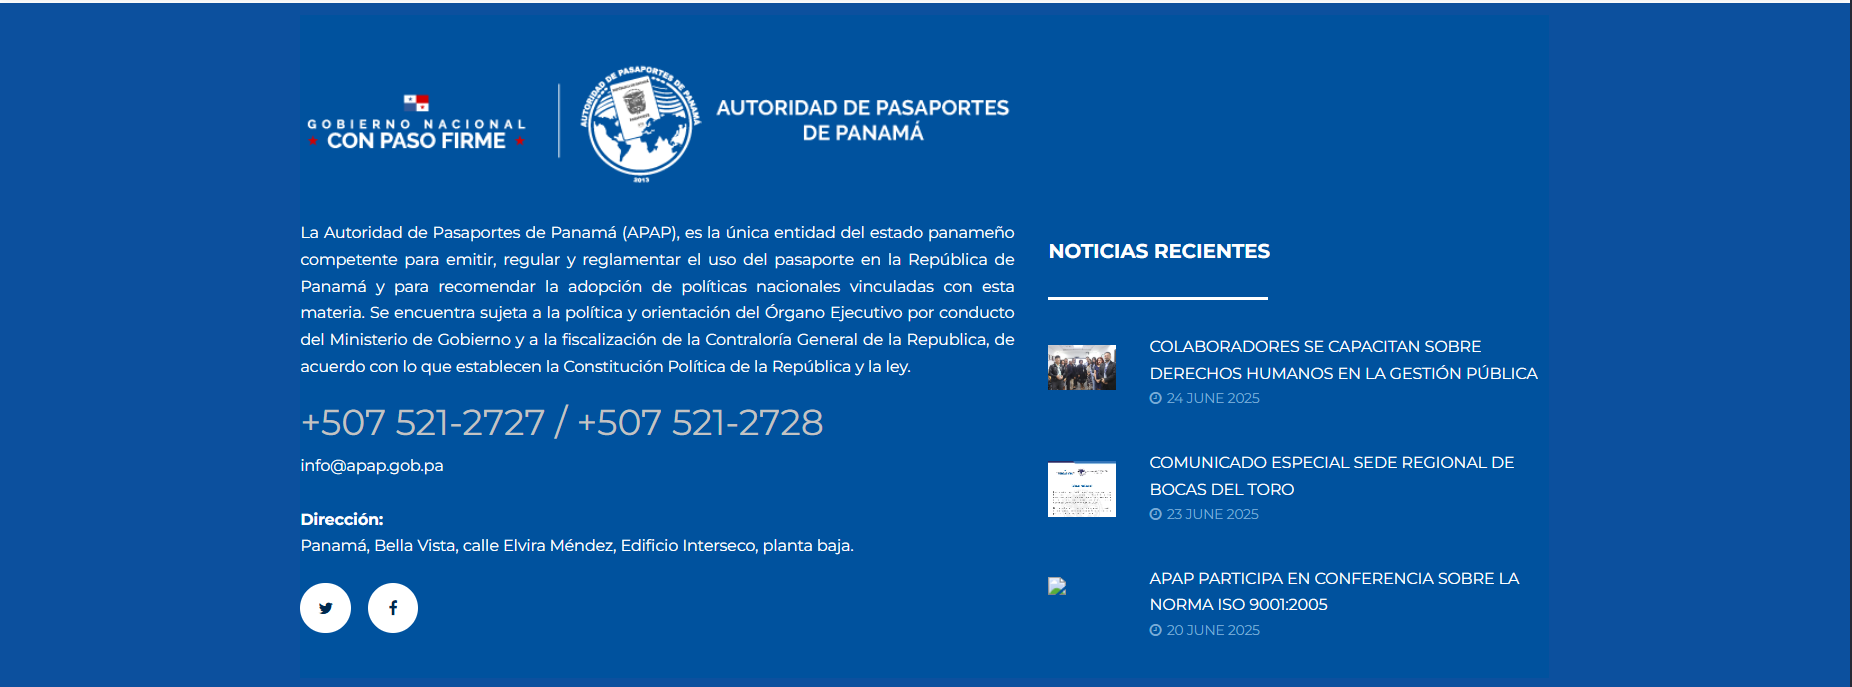 GOBIERNO NACIONAL
CON PASO FIRME
AUTORIDAD DE PASAPORTES DE PANAMÁ
2013
AUTORIDAD DE PASAPORTES
DE PANAMÁ
La Autoridad de Pasaportes de Panamá (APAP), es la única entidad del estado panameño
competente para emitir, regular y reglamentar el uso del pasaporte en la República de
Panamá y para recomendar la adopción de políticas nacionales vinculadas con esta
materia. Se encuentra sujeta a la política y orientación del Órgano Ejecutivo por conducto
del Ministerio de Gobierno y a la fiscalización de la Contraloría General de la Republica, de
acuerdo con lo que establecen la Constitución Política de la República y la ley.
+507 521-2727 / +507 521-2728
info@apap.gob.pa
Dirección:
Panamá, Bella Vista, calle Elvira Méndez, Edificio Interseco, planta baja.
NOTICIAS RECIENTES
COLABORADORES SE CAPACITAN SOBRE
DERECHOS HUMANOS EN LA GESTIÓN PÚBLICA
24 JUNE 2025
COMUNICADO ESPECIAL SEDE REGIONAL DE
BOCAS DEL TORO
23 JUNE 2025
APAP PARTICIPA EN CONFERENCIA SOBRE LA
NORMA ISO 9001:2005
20 JUNE 2025